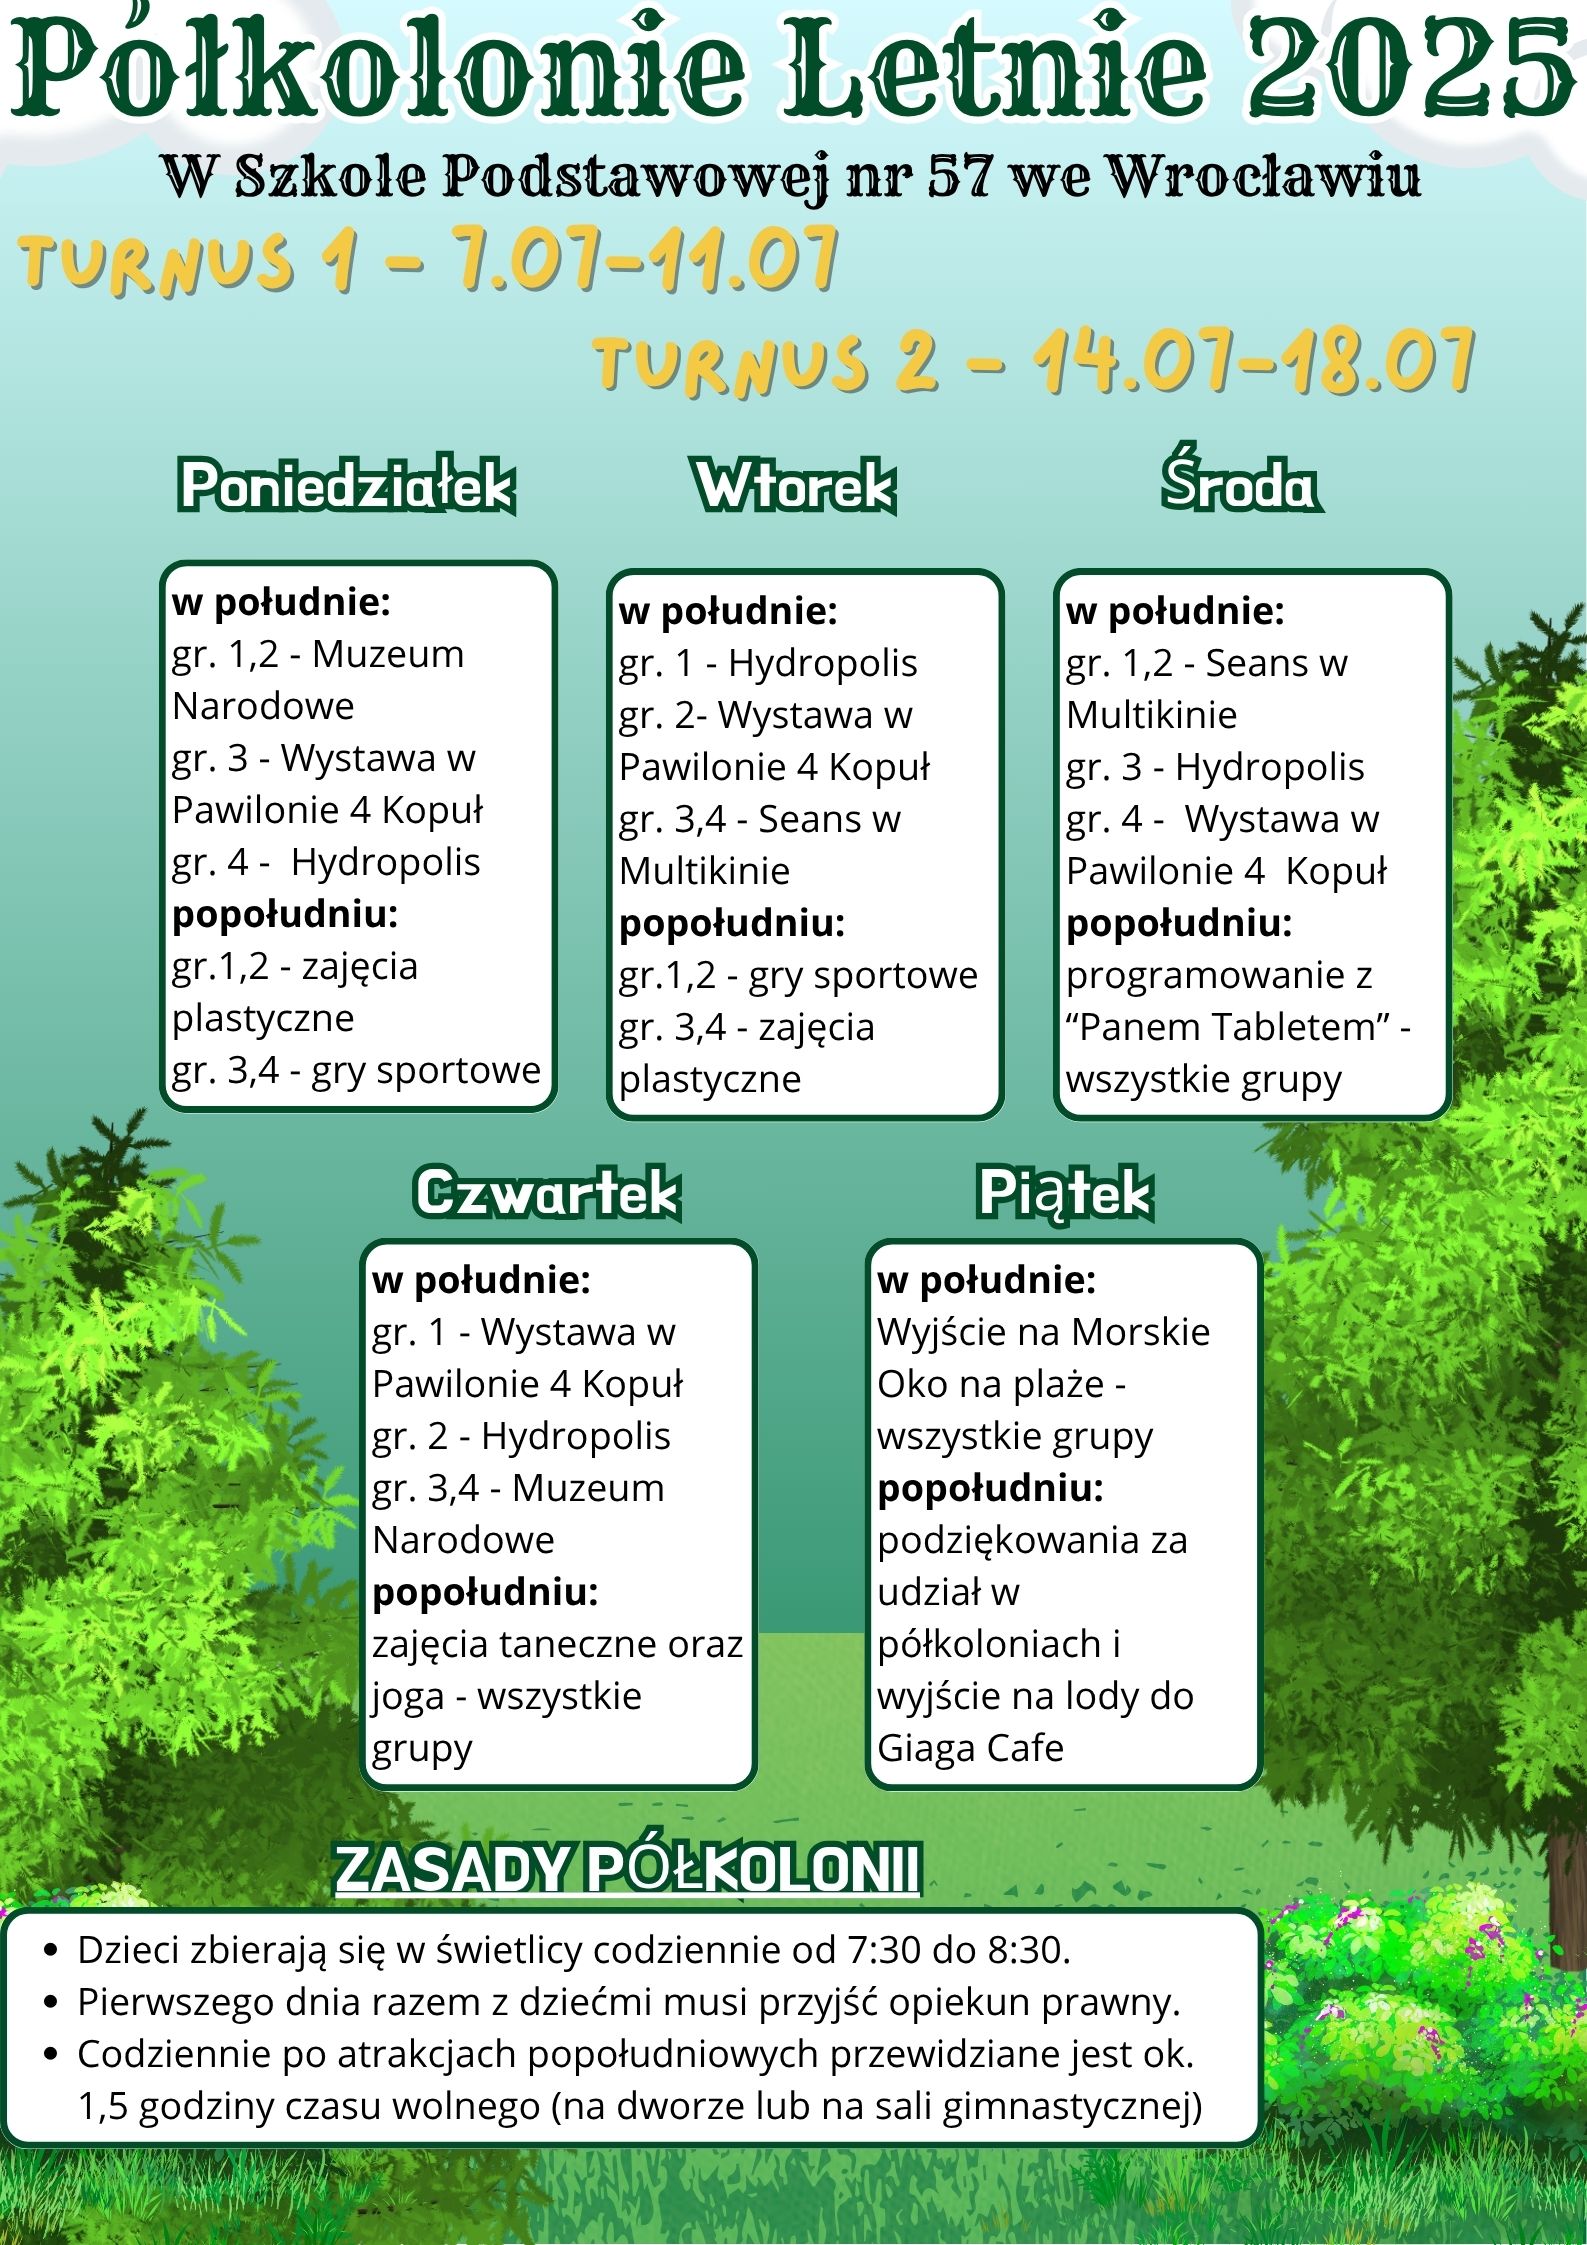 Półkolonie Letnie 2025
W Szkole Podstawowej nr 57 we Wrocławiu
TURNUS 1 - 7.07-11.07
TURNUS 2 - 14.07-18.07
Poniedziałek
w południe:
gr. 1,2 - Muzeum
Narodowe
gr. 3 - Wystawa w
Pawilonie 4 Kopuł
gr. 4 -  Hydropolis
popołudniu:
gr.1,2 - zajęcia
plastyczne
gr. 3,4 - gry sportowe
Wtorek
w południe:
gr. 1 - Hydropolis
gr. 2- Wystawa w
Pawilonie 4 Kopuł
gr. 3,4 - Seans w
Multikinie
popołudniu:
gr.1,2 - gry sportowe
gr. 3,4 - zajęcia
plastyczne
Środa
w południe:
gr. 1,2 - Seans w
Multikinie
gr. 3 - Hydropolis
gr. 4 -  Wystawa w
Pawilonie 4  Kopuł
popołudniu:
programowanie z
“Panem Tabletem” -
wszystkie grupy
Czwartek
w południe:
gr. 1 - Wystawa w
Pawilonie 4 Kopuł
gr. 2 - Hydropolis
gr. 3,4 - Muzeum
Narodowe
popołudniu:
zajęcia taneczne oraz
joga - wszystkie
grupy
Piątek
w południe:
Wyjście na Morskie
Oko na plaże -
wszystkie grupy
popołudniu:
podziękowania za
udział w
półkoloniach i
wyjście na lody do
Giaga Cafe
ZASADY PÓŁKOLONII
• Dzieci zbierają się w świetlicy codziennie od 7:30 do 8:30.
• Pierwszego dnia razem z dziećmi musi przyjść opiekun prawny.
• Codziennie po atrakcjach popołudniowych przewidziane jest ok.
1,5 godziny czasu wolnego (na dworze lub na sali gimnastycznej)